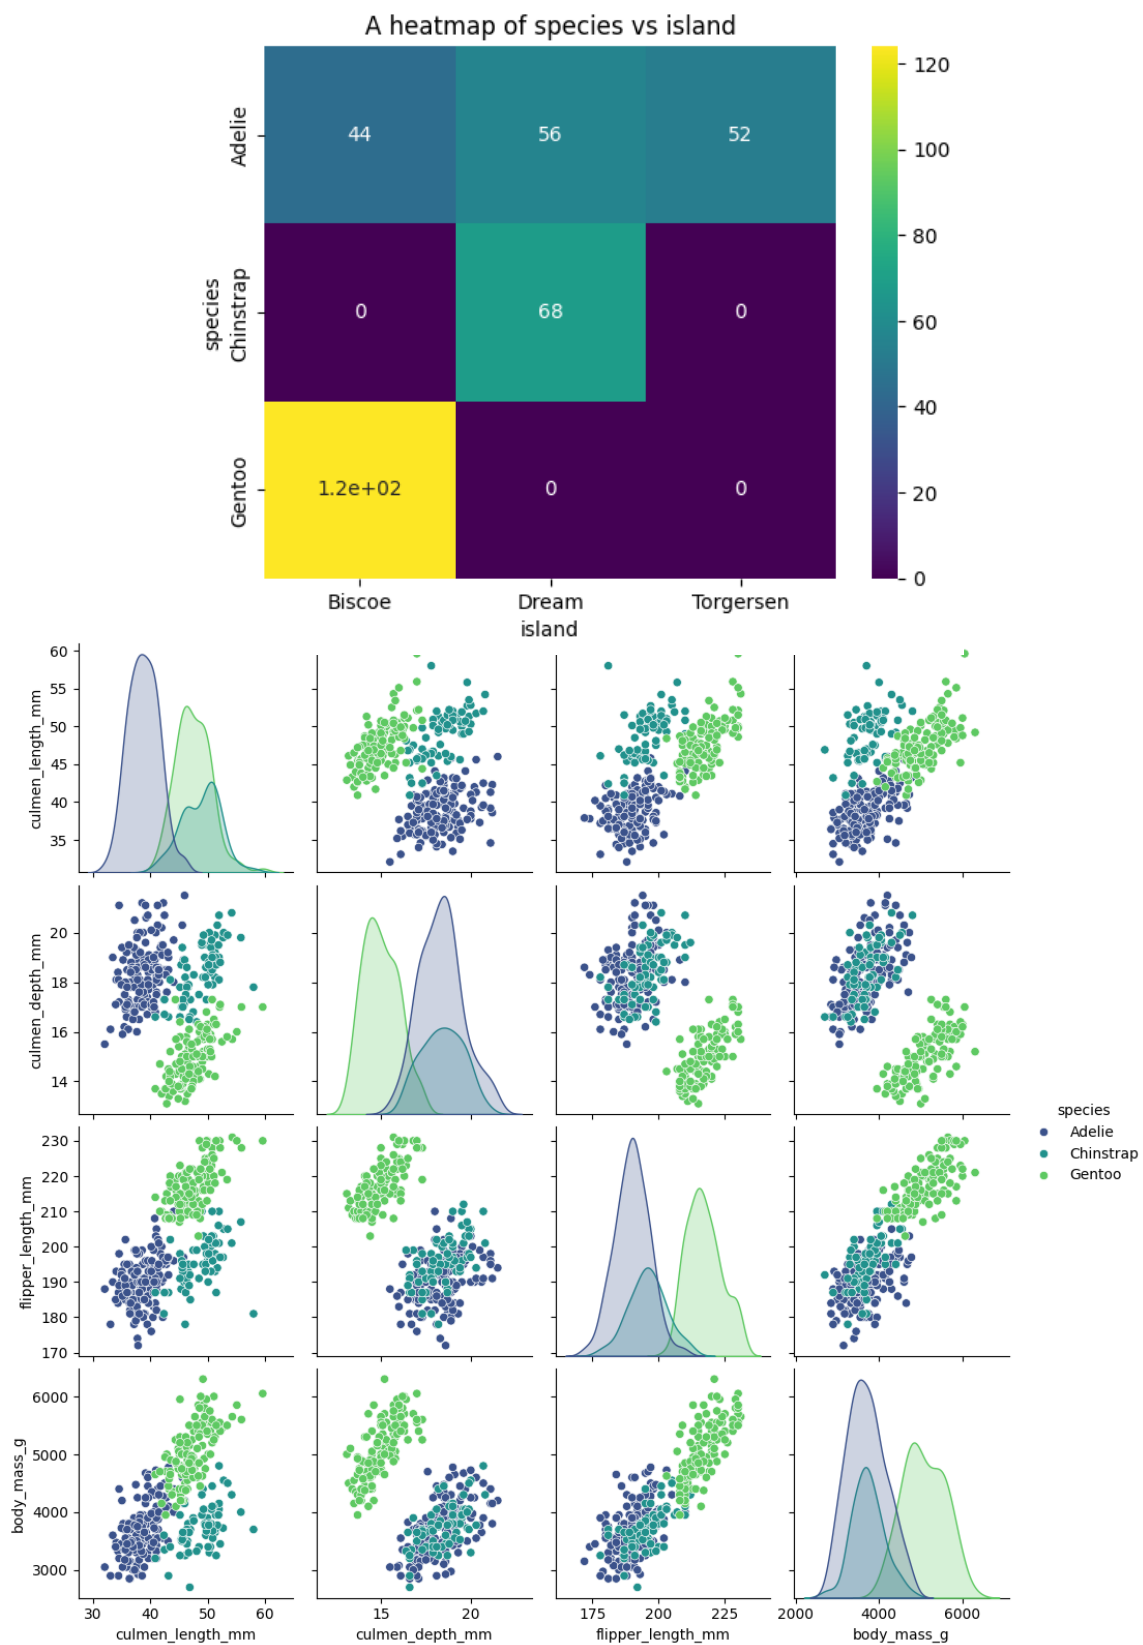 A heatmap of species vs island
120
100
80
60
40
20
0
species
Adelie
Chinstrap
Gentoo
44 56 52
0 68 0
1.2e+02 0 0
Biscoe Dream Torgersen
island
culmen_length_mm
60
55
50
45
40
35
culmen_depth_mm
20
18
16
14
flipper_length_mm
230
220
210
200
190
180
170
body_mass_g
6000
5000
4000
3000
30 40 50 60
culmen_length_mm
15 20
culmen_depth_mm
175 200 225
flipper_length_mm
2000 4000 6000
body_mass_g
species
Adelie
Chinstrap
Gentoo